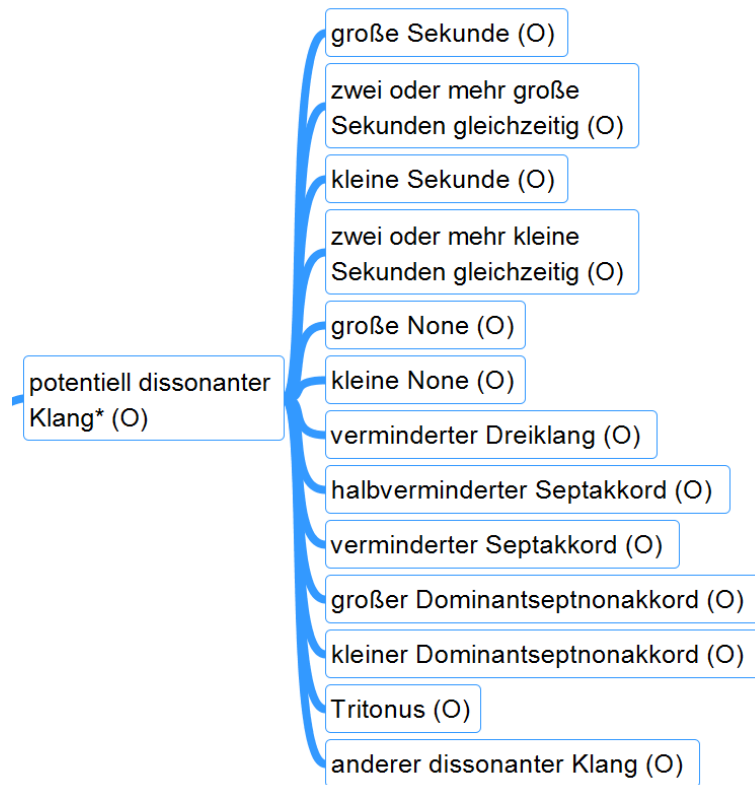 große Sekunde (O)
zwei oder mehr große
Sekunden gleichzeitig (O)
kleine Sekunde (O)
zwei oder mehr kleine
Sekunden gleichzeitig (O)
große None (O)
kleine None (O)
potentiell dissonanter
Klang* (O)
verminderter Dreiklang (O)
halbverminderter Septakkord (O)
verminderter Septakkord (O)
großer Dominantseptnonakkord (O)
kleiner Dominantseptnonakkord (O)
Tritonus (O)
anderer dissonanter Klang (O)